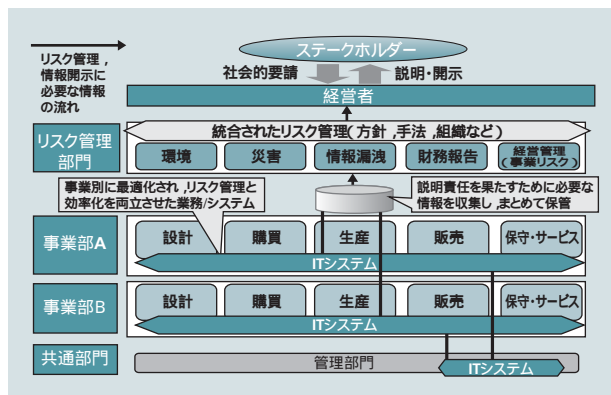 リスク管理,
情報開示に
必要な情報
の流れ
ステークホルダー
社会的要請
説明・開示
経営者
リスク管理
部門
統合されたリスク管理(方針,手法,組織など)
環境
災害
情報漏洩
財務報告
経営管理
(事業リスク)
事業別に最適化され,リスク管理と
効率化を両立させた業務/システム
説明責任を果たすために必要な
情報を収集し,まとめて保管
事業部A
設計
購買
生産
販売
保守・サービス
ITシステム
事業部B
設計
購買
生産
販売
保守・サービス
ITシステム
共通部門
管理部門
ITシステム